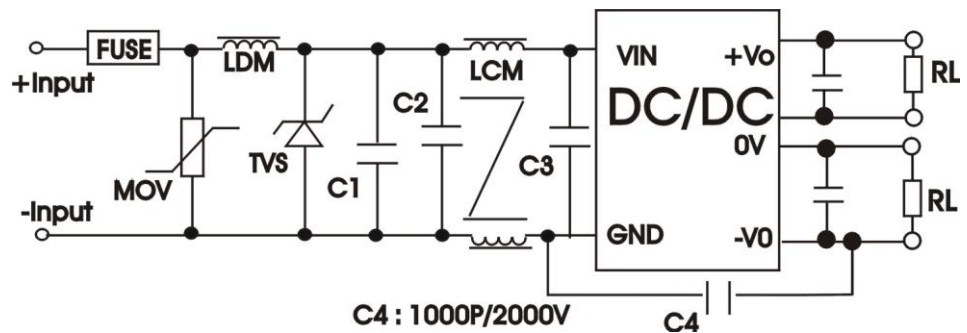 FUSE
+Input
LDM
LCM
VIN
+Vo
RL
DC/DC
C2
TVS
MOV
C1
C3
0V
-Input
RL
GND
-V0
C4 : 1000P/2000V
C4